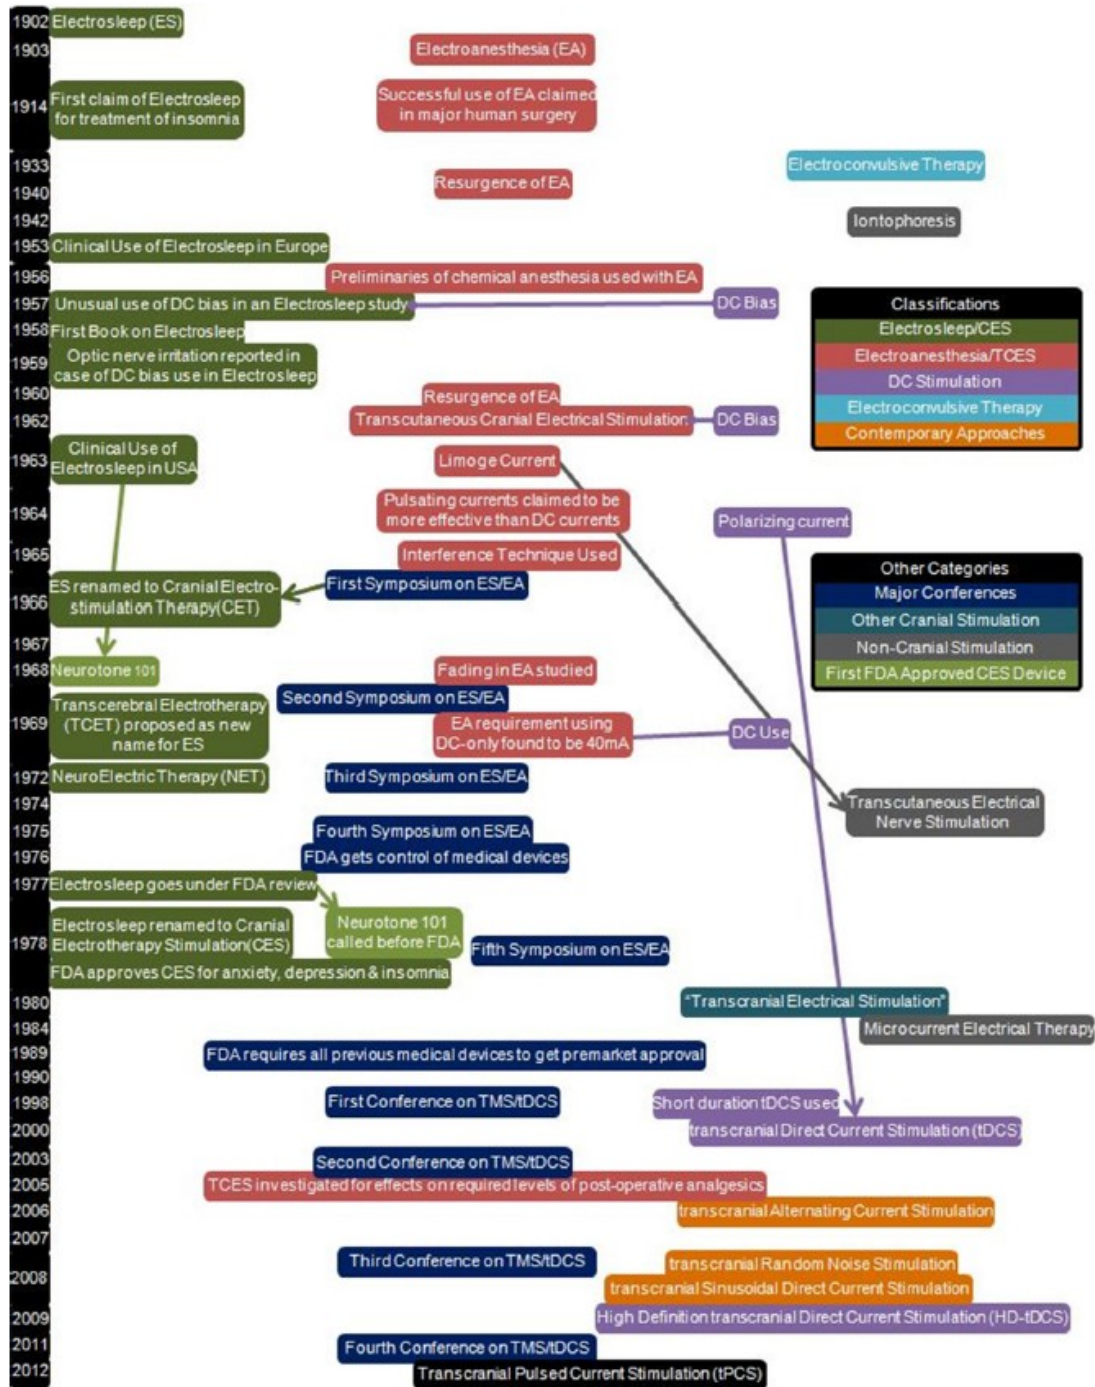 1902
Electrosleep (ES)
1903
Electroanesthesia (EA)
1914
First claim of Electrosleep
for treatment of insomnia
Successful use of EA claimed
in major human surgery
1933
Electroconvulsive Therapy
1940
Resurgence of EA
1942
Iontophoresis
1953
Clinical Use of Electrosleep in Europe
1956
Preliminaries of chemical anesthesia used with EA
1957
Unusual use of DC bias in an Electrosleep study
DC Bias
1958
First Book on Electrosleep
1959
Optic nerve irritation reported in
case of DC bias use in Electrosleep
1960
Resurgence of EA
1962
Transcutaneous Cranial Electrical Stimulation
DC Bias
1963
Clinical Use of
Electrosleep in USA
Limoge Current
1964
Pulsating currents claimed to be
more effective than DC currents
Polarizing current
1965
Interference Technique Used
1966
ES renamed to Cranial Electro-
stimulation Therapy(CET)
First Symposium on ES/EA
1967
1968
Neurotone 101
Fading in EA studied
1969
Transcerebral Electrotherapy
(TCET) proposed as new
name for ES
Second Symposium on ES/EA
EA requirement using
DC-only found to be 40mA
DC Use
1972
NeuroElectric Therapy (NET)
Third Symposium on ES/EA
1974
Transcutaneous Electrical
Nerve Stimulation
1975
Fourth Symposium on ES/EA
1976
FDA gets control of medical devices
1977
Electrosleep goes under FDA review
1978
Electrosleep renamed to Cranial
Electrotherapy Stimulation(CES)
Neurotone 101
called before FDA
Fifth Symposium on ES/EA
FDA approves CES for anxiety, depression & insomnia
1980
"Transcranial Electrical Stimulation"
1984
Microcurrent Electrical Therapy
1989
FDA requires all previous medical devices to get premarket approval
1990
1998
First Conference on TMS/tDCS
Short duration tDCS used
2000
transcranial Direct Current Stimulation (tDCS)
2003
Second Conference on TMS/tDCS
2005
TCES investigated for effects on required levels of post-operative analgesics
2006
transcranial Alternating Current Stimulation
2007
2008
Third Conference on TMS/tDCS
transcranial Random Noise Stimulation
transcranial Sinusoidal Direct Current Stimulation
2009
High Definition transcranial Direct Current Stimulation (HD-tDCS)
2011
Fourth Conference on TMS/tDCS
2012
Transcranial Pulsed Current Stimulation (tPCS)
Classifications
Electrosleep/CES
Electroanesthesia/TCES
DC Stimulation
Electroconvulsive Therapy
Contemporary Approaches
Other Categories
Major Conferences
Other Cranial Stimulation
Non-Cranial Stimulation
First FDA Approved CES Device